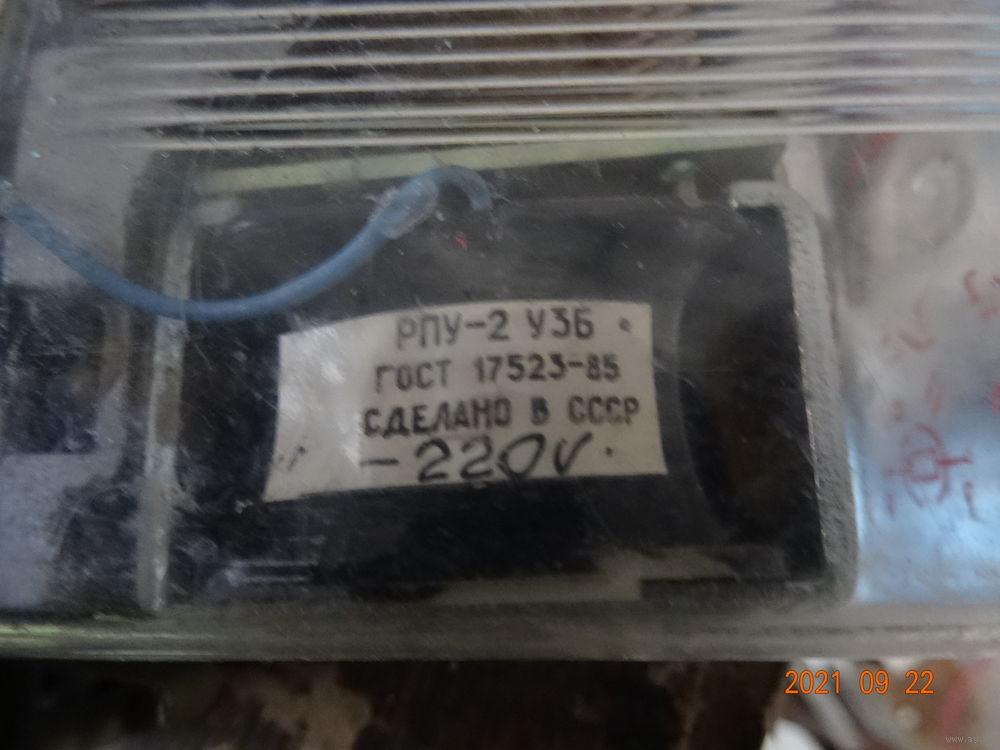 РПУ-2 У3Б
ГОСТ 17523-85
СДЕЛАНО В СССР
-220V
2021 09 22